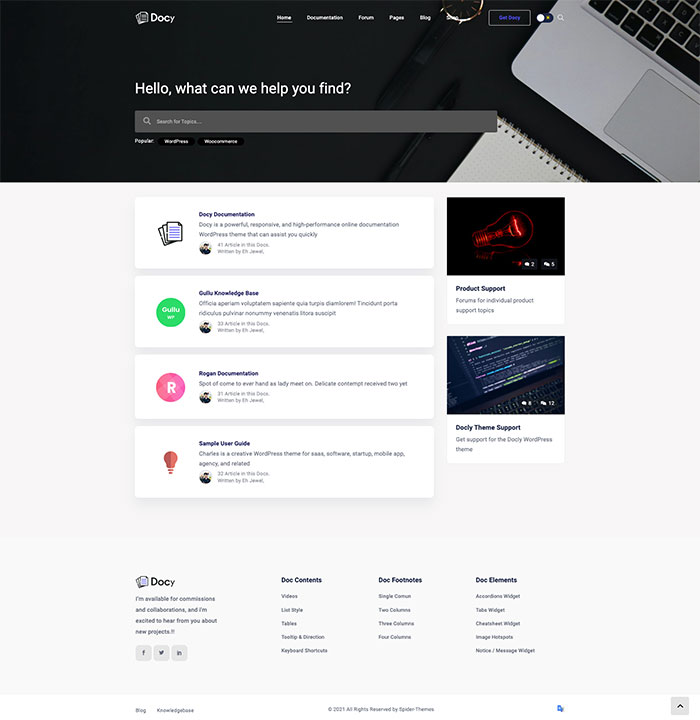 Docy
Home Documentation Forum Pages Blog
Get Docy
Hello, what can we help you find?
Search for Topics...
Popular: WordPress Woocommerce
Docy Documentation
Docy is a powerful, responsive, and high-performance online documentation
WordPress theme that can assist you quickly
41 Article in this Docs.
Written by Eh Jewel,
Gullu
WP
Gullu Knowledge Base
Officia aperiam voluptatem sapiente quia turpis diamlorem! Tincidunt porta
ridiculus pulvinar nonummy venenatis litora suscipit
33 Article in this Docs.
Written by Eh Jewel,
R
Rogan Documentation
Spot of come to ever hand as lady meet on. Delicate contempt received two yet
31 Article in this Docs.
Written by Eh Jewel,
Sample User Guide
Charles is a creative WordPress theme for saas, software, startup, mobile app,
agency, and related
32 Article in this Docs.
Written by Eh Jewel,
2 5
Product Support
Forums for individual product
support topics
8 12
Docly Theme Support
Get support for the Docly WordPress
theme
Docy
I'm available for commissions
and collaborations, and i'm
excited to hear from you about
new projects.!!
f in
Doc Contents
Videos
List Style
Tables
Tooltip & Direction
Keyboard Shortcuts
Doc Footnotes
Single Comun
Two Columns
Three Columns
Four Columns
Doc Elements
Accordions Widget
Tabs Widget
Cheatsheet Widget
Image Hotspots
Notice / Message Widget
Blog Knowledgebase
© 2021 All Rights Reserved by Spider-Themes